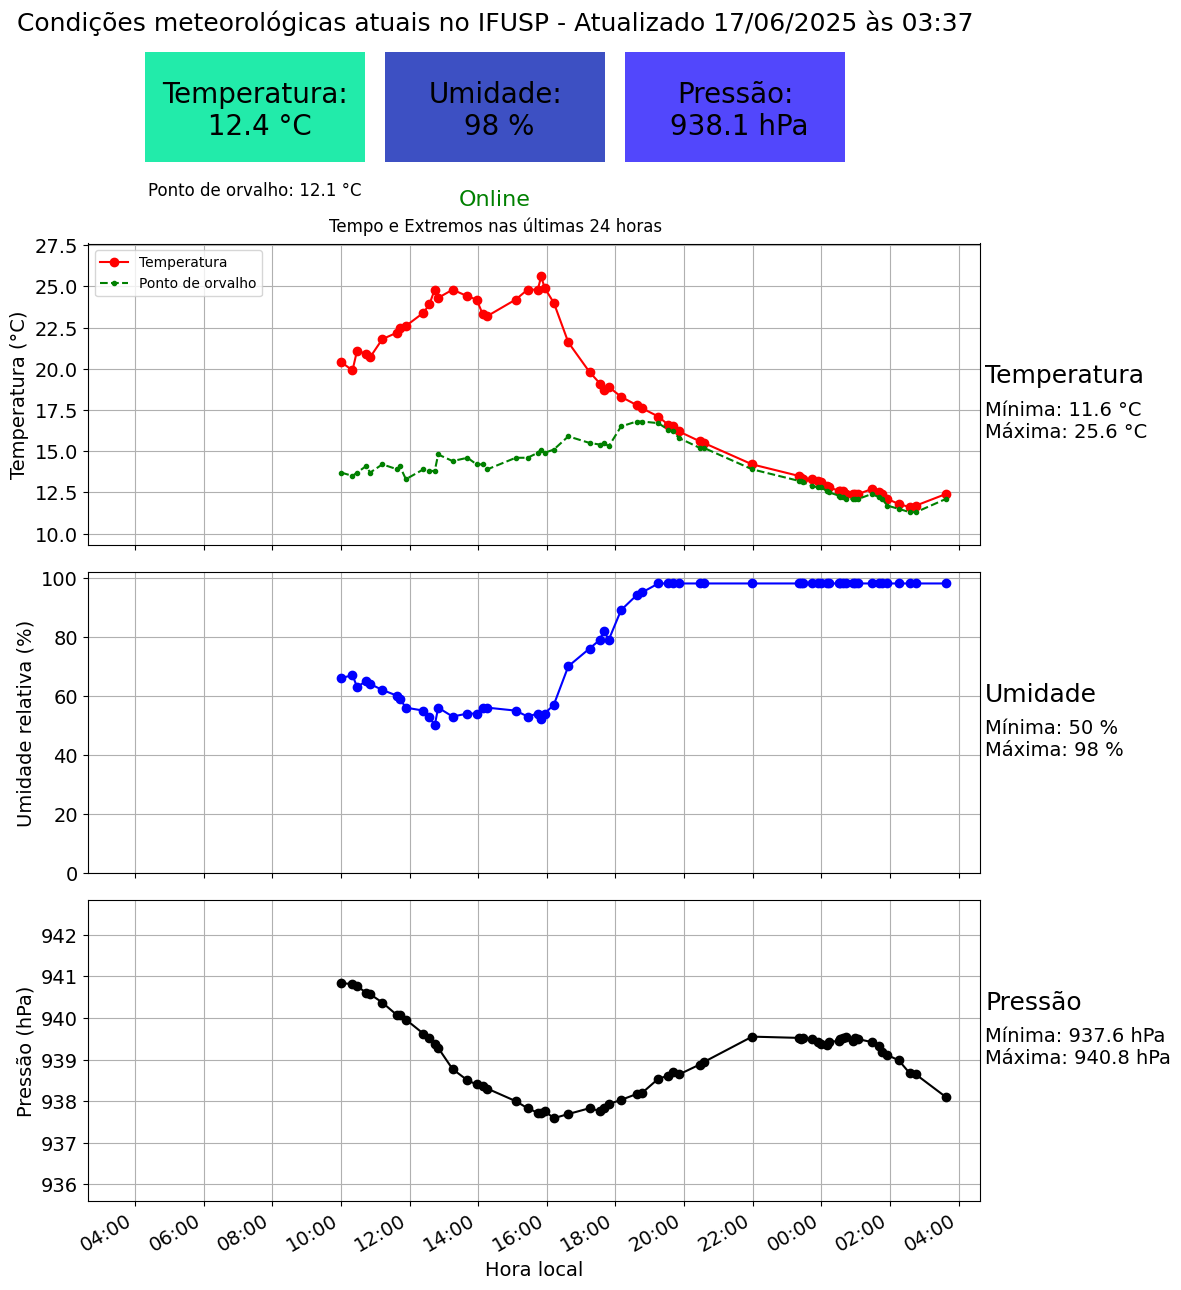 Condições meteorológicas atuais no IFUSP - Atualizado 17/06/2025 às 03:37
Temperatura:
12.4 °C
Umidade:
98 %
Pressão:
938.1 hPa
Ponto de orvalho: 12.1 °C
Online
Tempo e Extremos nas últimas 24 horas
Temperatura
Ponto de orvalho
Temperatura (°C)
27.5
25.0
22.5
20.0
17.5
15.0
12.5
10.0
Temperatura
Mínima: 11.6 °C
Máxima: 25.6 °C
Umidade relativa (%)
100
80
60
40
20
0
Umidade
Mínima: 50 %
Máxima: 98 %
Pressão (hPa)
942
941
940
939
938
937
936
Pressão
Mínima: 937.6 hPa
Máxima: 940.8 hPa
04:00
06:00
08:00
10:00
12:00
14:00
16:00
18:00
20:00
22:00
00:00
02:00
04:00
Hora local